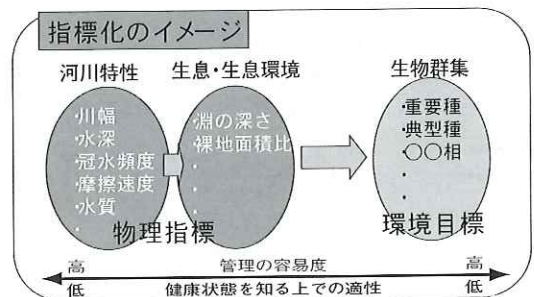 指標化のイメージ
河川特性
生息・生息環境
生物群集
・川幅
・水深
・冠水頻度
・摩擦速度
・水質
・
・淵の深さ
・裸地面積比
・
・
・
・重要種
・典型種
・〇〇相
・
・
物理指標
環境目標
高 管理の容易度 高
低 健康状態を知る上での適性 低